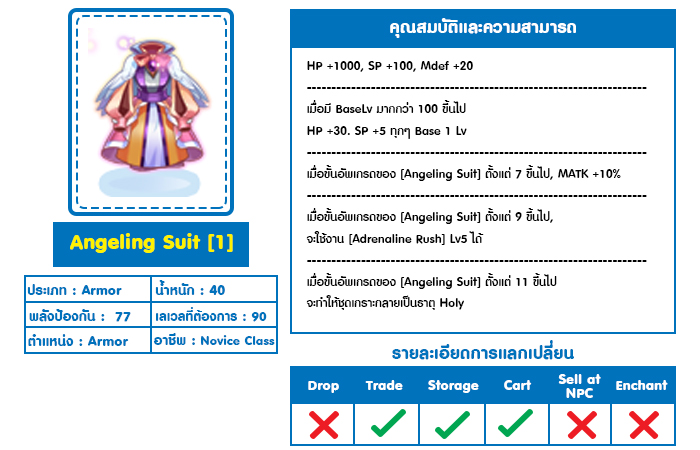 Angeling Suit [1]
ประเภท : Armor
น้ำหนัก : 40
พลังป้องกัน : 77
เลเวลที่ต้องการ : 90
ตำแหน่ง : Armor
อาชีพ : Novice Class
คุณสมบัติและความสามารถ
HP +1000, SP +100, Mdef +20
--------------------------------------------------------------------
เมื่อมี BaseLv มากกว่า 100 ขึ้นไป
HP +30. SP +5 ทุกๆ Base 1 Lv
--------------------------------------------------------------------
เมื่อขั้นอัพเกรดของ [Angeling Suit] ตั้งแต่ 7 ขึ้นไป, MATK +10%
--------------------------------------------------------------------
เมื่อขั้นอัพเกรดของ [Angeling Suit] ตั้งแต่ 9 ขึ้นไป,
จะใช้งาน [Adrenaline Rush] Lv5 ได้
--------------------------------------------------------------------
เมื่อขั้นอัพเกรดของ [Angeling Suit] ตั้งแต่ 11 ขึ้นไป
จะทำให้ชุดเกราะกลายเป็นธาตุ Holy
รายละเอียดการแลกเปลี่ยน
Drop
Trade
Storage
Cart
Sell at
NPC
Enchant